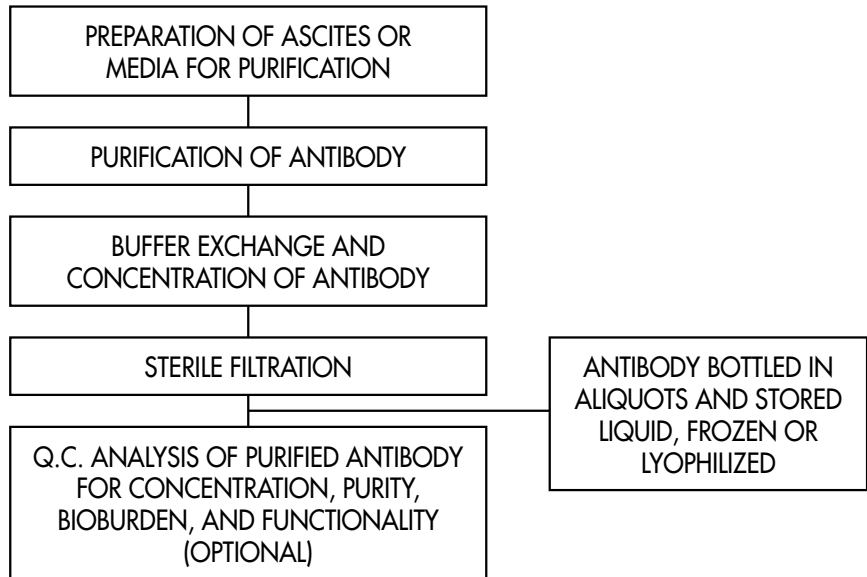 PREPARATION OF ASCITES OR
MEDIA FOR PURIFICATION
PURIFICATION OF ANTIBODY
BUFFER EXCHANGE AND
CONCENTRATION OF ANTIBODY
STERILE FILTRATION
ANTIBODY BOTTLED IN
ALIQUOTS AND STORED
LIQUID, FROZEN OR
LYOPHILIZED
Q.C. ANALYSIS OF PURIFIED ANTIBODY
FOR CONCENTRATION, PURITY,
BIOBURDEN, AND FUNCTIONALITY
(OPTIONAL)